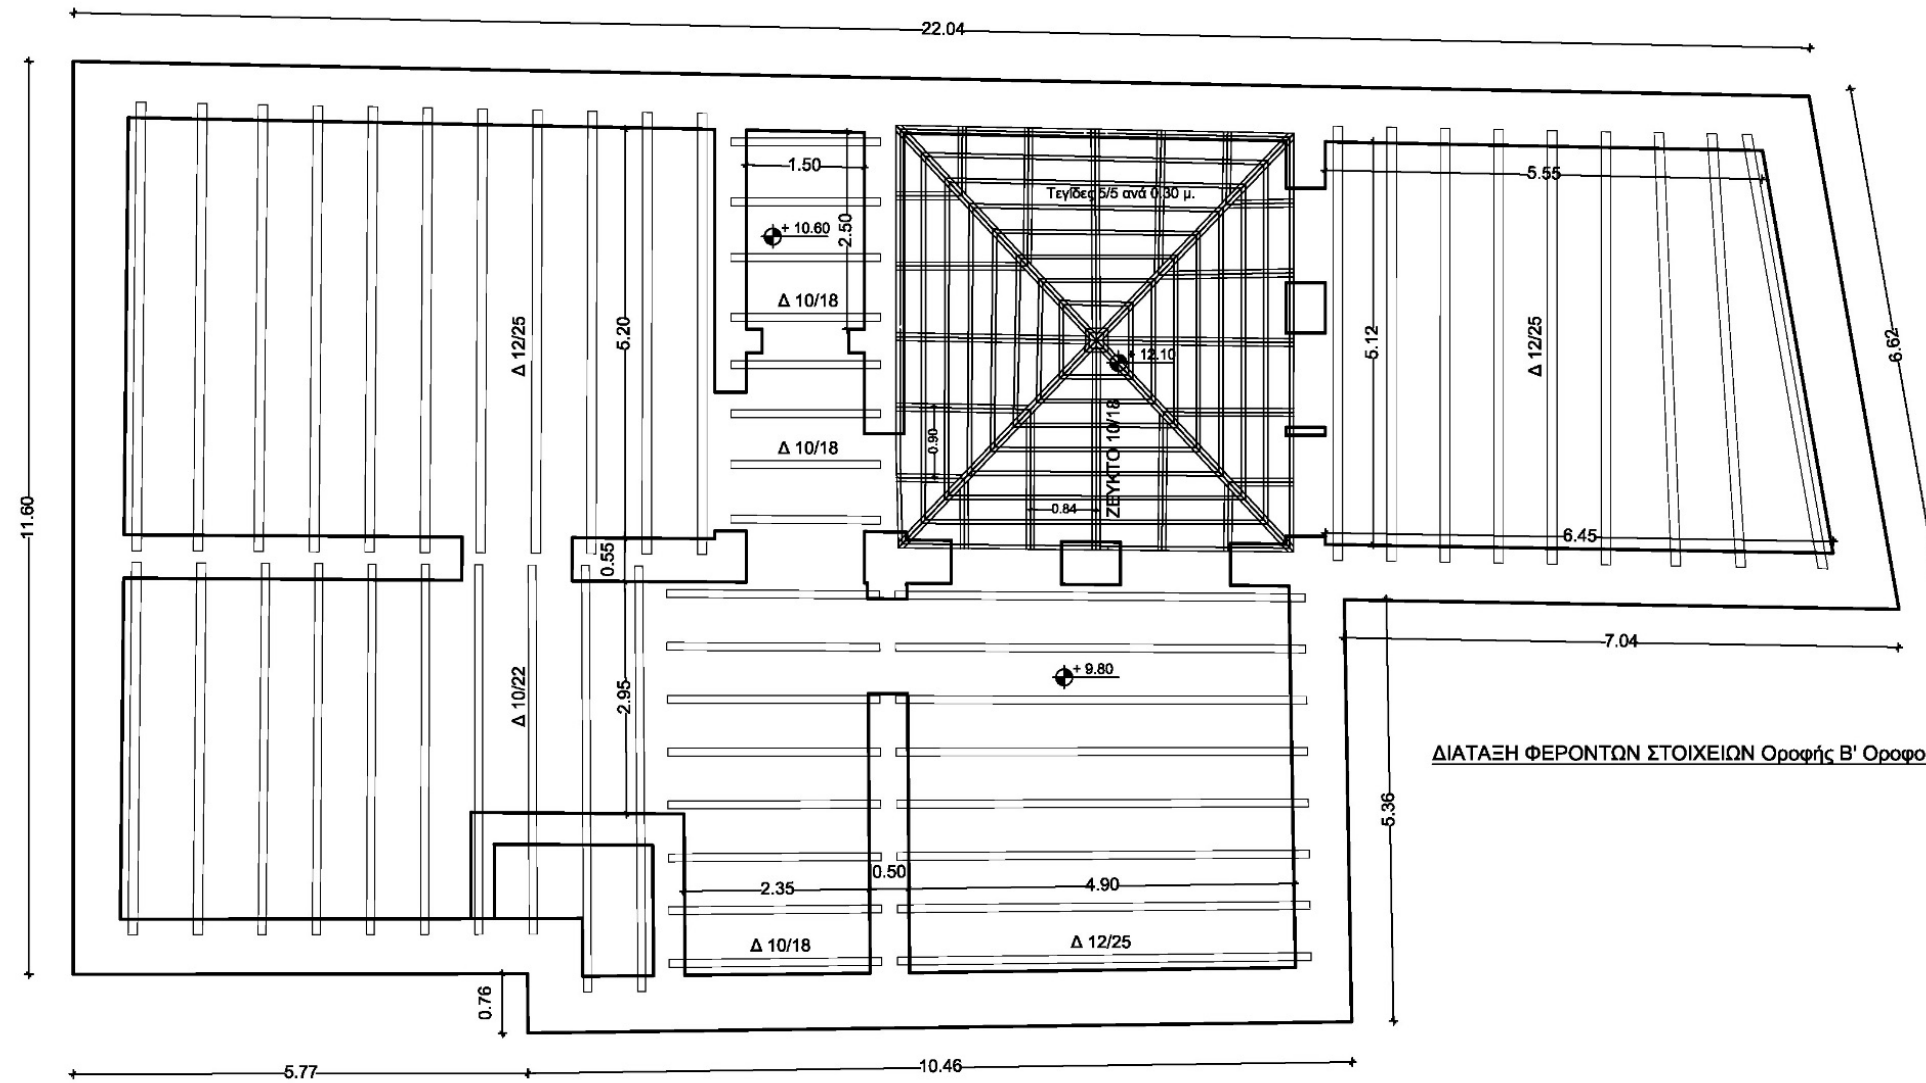 22.04
1.50
5.55
Τεγίδες 5/5 ανά 0.30 μ.
+ 10.60
2.50
Δ 10/18
Δ 12/25
5.20
+ 12.10
5.12
Δ 12/25
6.62
0.90
Δ 10/18
ΖΕΥΚΤΟ 10/18
0.84
11.60
0.55
6.45
7.04
+ 9.80
Δ 10/22
2.95
ΔΙΑΤΑΞΗ ΦΕΡΟΝΤΩΝ ΣΤΟΙΧΕΙΩΝ Οροφής Β' Οροφο
5.36
0.50
2.35
4.90
Δ 10/18
Δ 12/25
0.76
5.77
10.46